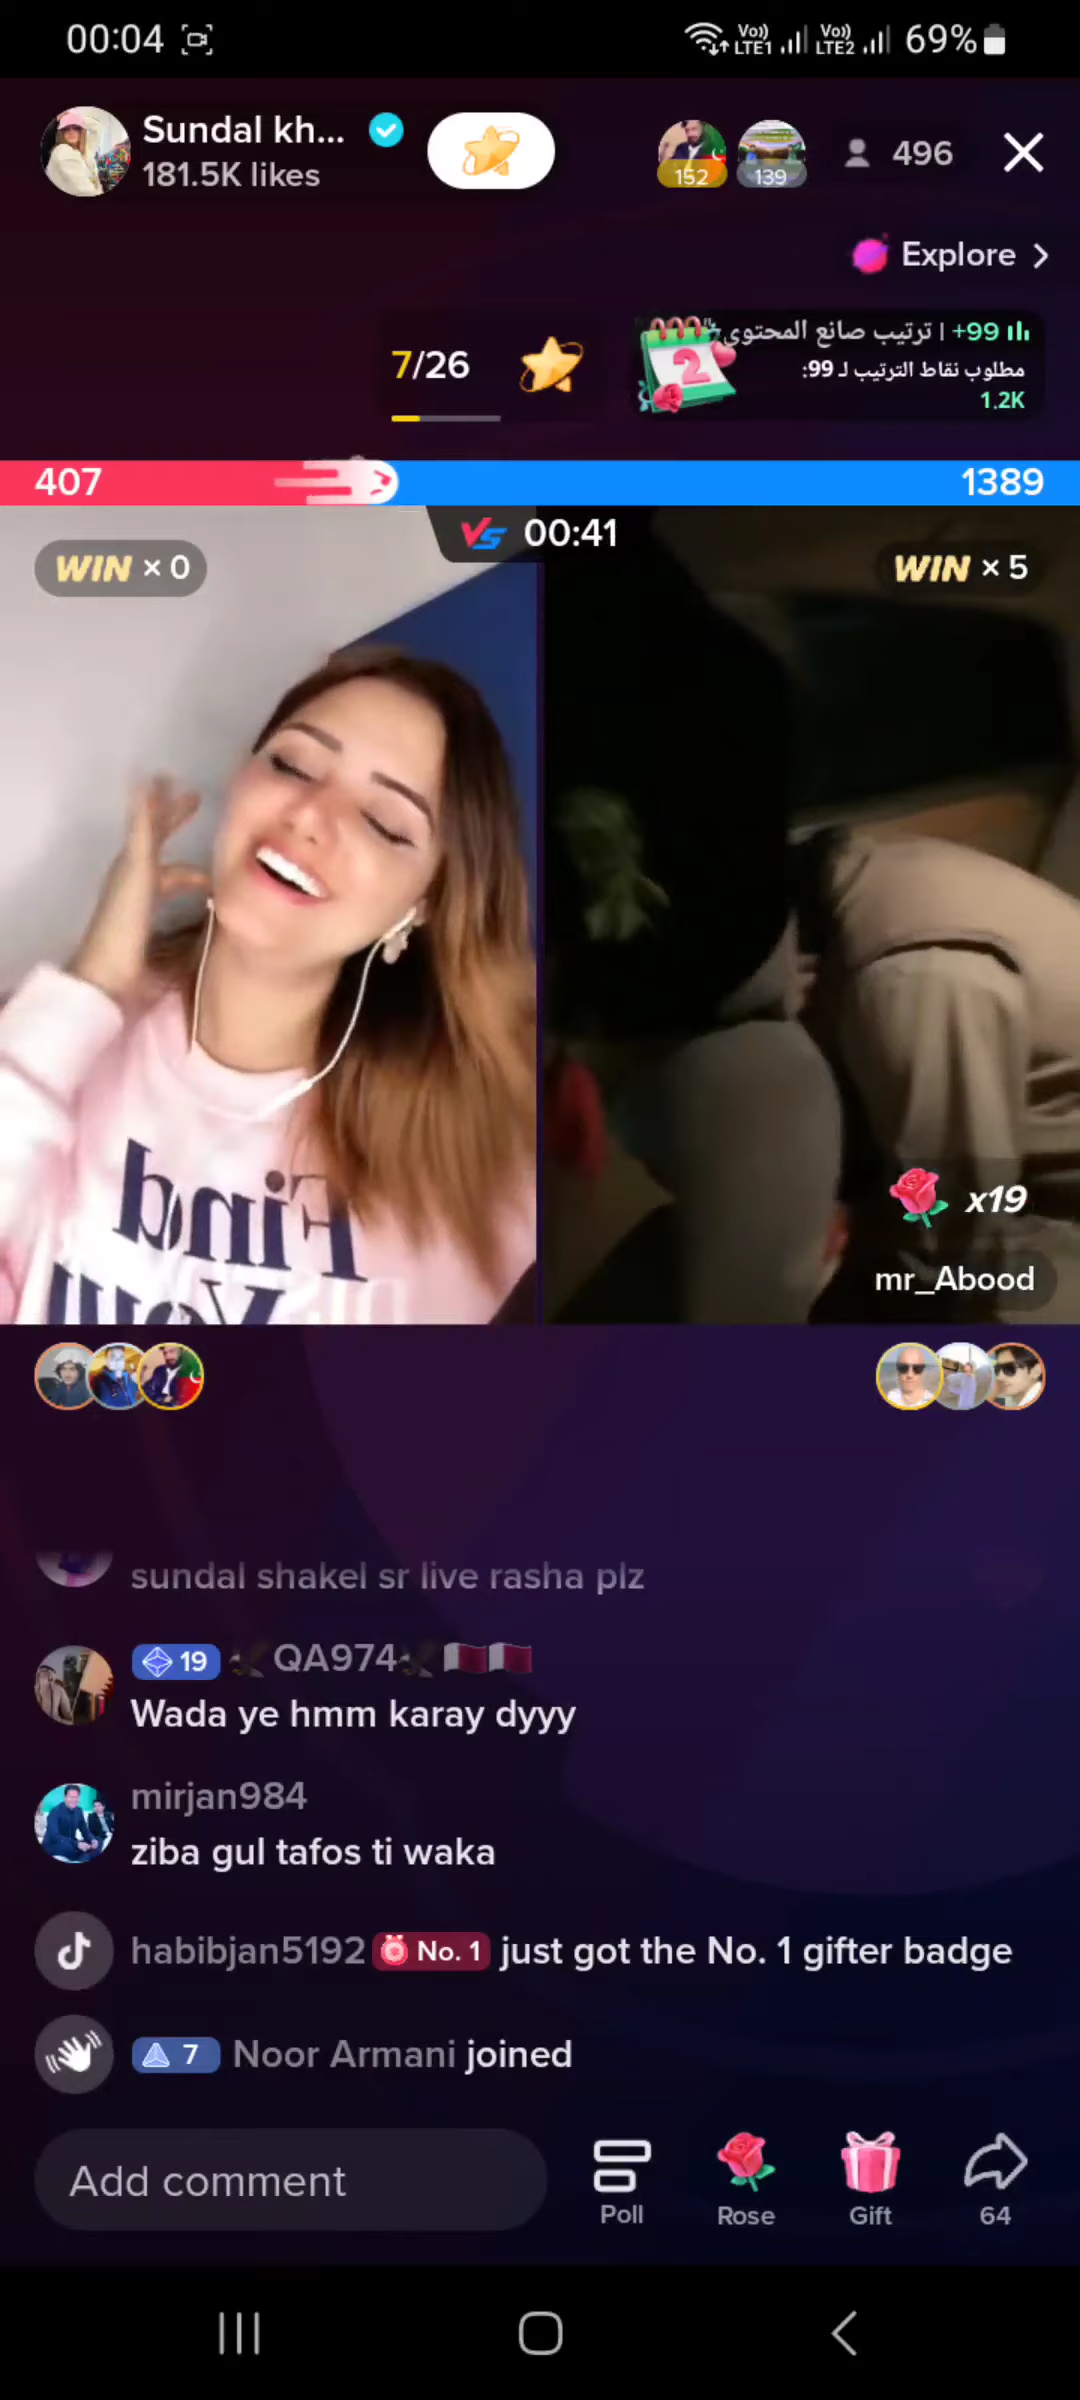 00:04
Vo))
LTE1
Vo))
LTE2
69%
Sundal kh...
181.5K likes
152
139
496
Explore
7/26
2
ترتيب صانع المحتوى | +99
مطلوب نقاط الترتيب لـ 99:
1.2K
407
1389
VS 00:41
WIN × 0
WIN × 5
Find
You
x19
mr_Abood
sundal shakel sr live rasha plz
19 QA974
Wada ye hmm karay dyyy
mirjan984
ziba gul tafos ti waka
habibjan5192 No. 1 just got the No. 1 gifter badge
7 Noor Armani joined
Add comment
Poll
Rose
Gift
64